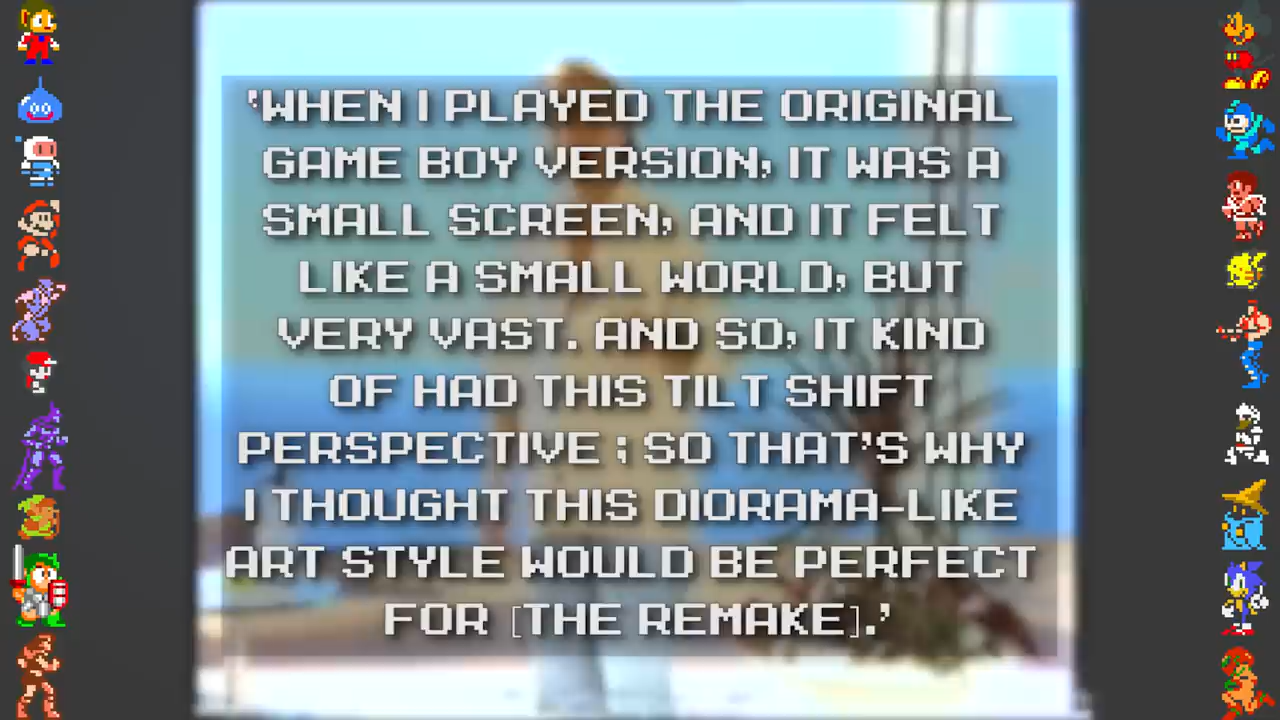 'WHEN I PLAYED THE ORIGINAL
GAME BOY VERSION, IT WAS A
SMALL SCREEN, AND IT FELT
LIKE A SMALL WORLD, BUT
VERY VAST. AND SO, IT KIND
OF HAD THIS TILT SHIFT
PERSPECTIVE ; SO THAT'S WHY
I THOUGHT THIS DIORAMA-LIKE
ART STYLE WOULD BE PERFECT
FOR [THE REMAKE].'